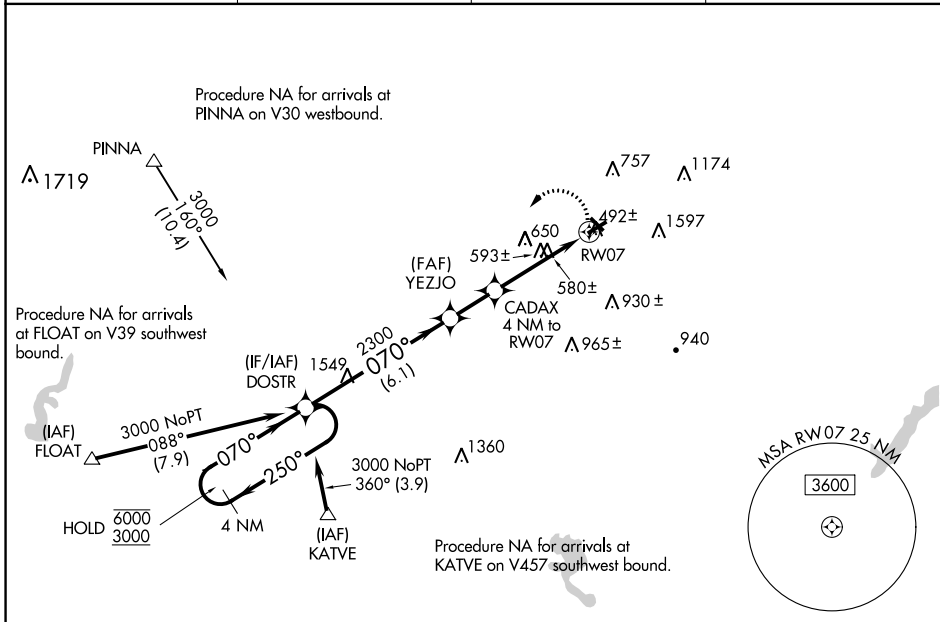 Procedure NA for arrivals at
PINNA on V30 westbound.
PINNA
1719
3000
160°
(10.4)
757
1174
492±
1597
650
593±
RW07
580±
(FAF)
YEZJO
CADAX
4 NM to
RW07
930±
965±
940
Procedure NA for arrivals
at FLOAT on V39 southwest
bound.
(IF/IAF)
DOSTR
1549
2300
070°
(6.1)
(IAF)
FLOAT
3000 NoPT
088°
(7.9)
070°
250°
HOLD
6000
3000
4 NM
3000 NoPT
360° (3.9)
(IAF)
KATVE
1360
Procedure NA for arrivals at
KATVE on V457 southwest bound.
MSA RW07 25 NM
3600